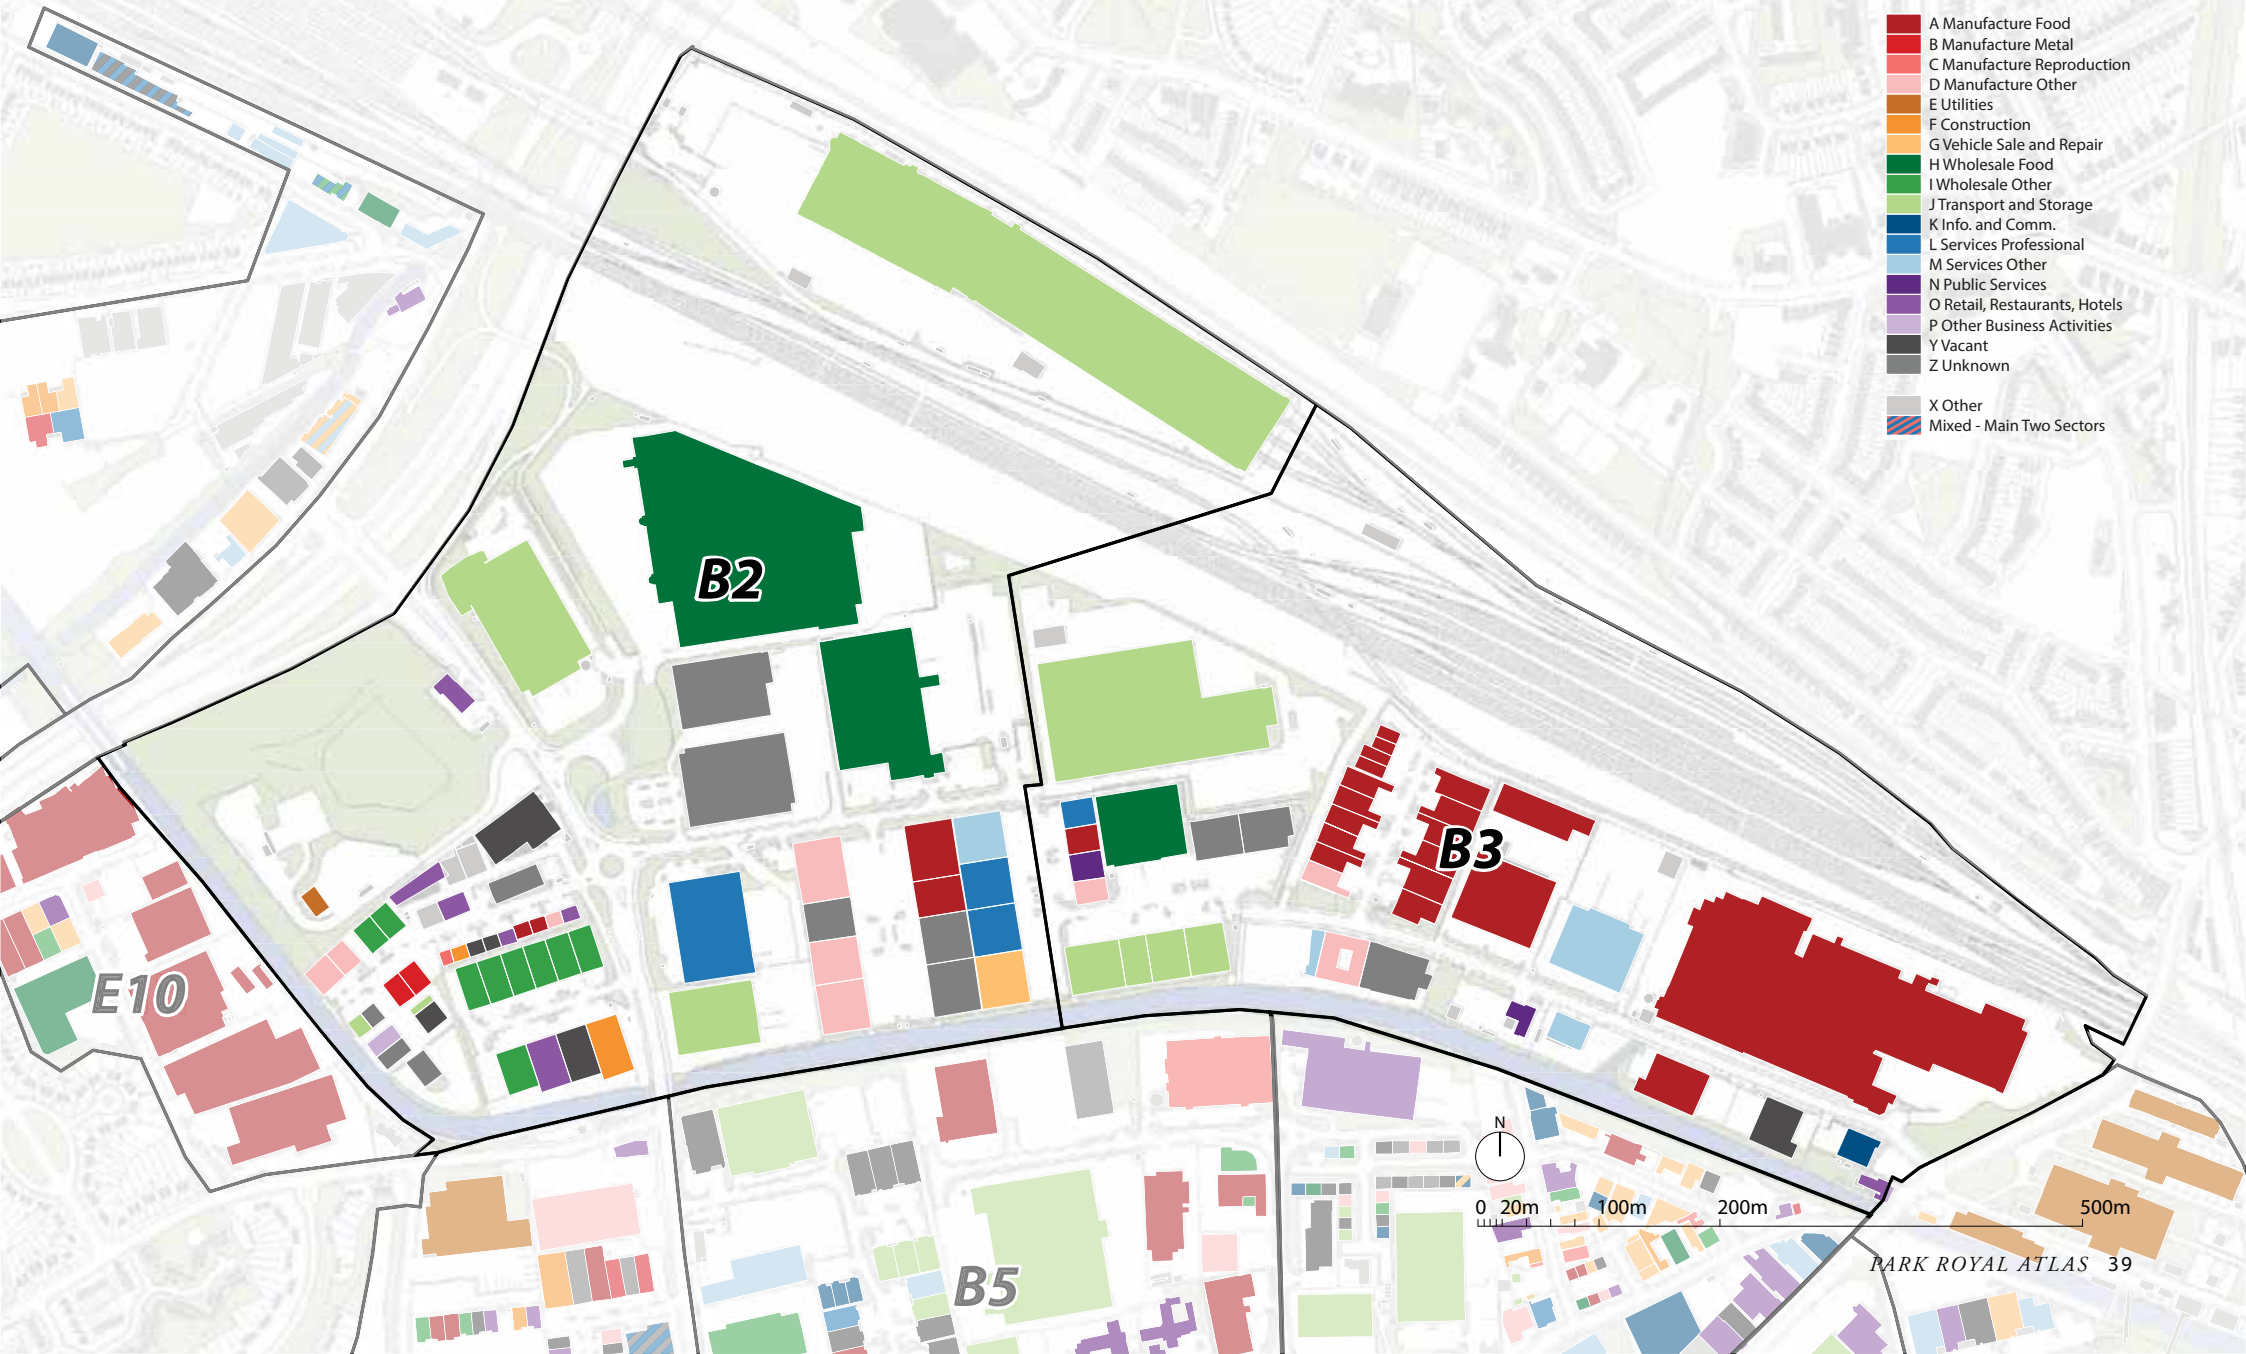 A Manufacture Food
B Manufacture Metal
C Manufacture Reproduction
D Manufacture Other
E Utilities
F Construction
G Vehicle Sale and Repair
H Wholesale Food
I Wholesale Other
J Transport and Storage
K Info. and Comm.
L Services Professional
M Services Other
N Public Services
O Retail, Restaurants, Hotels
P Other Business Activities
Y Vacant
Z Unknown
X Other
Mixed - Main Two Sectors
B2
B3
E10
B5
N
0 20m 100m 200m 500m
PARK ROYAL ATLAS 39